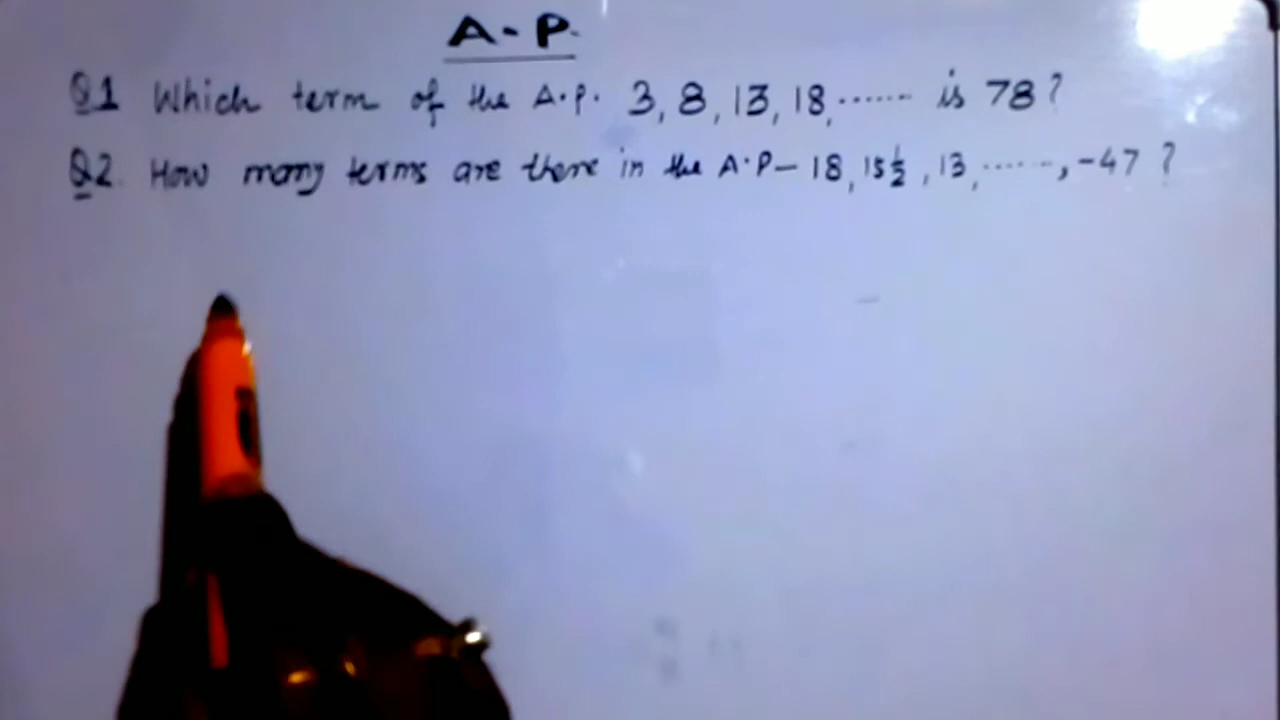 A.P.
Q1 Which term of the A.P. 3, 8, 13, 18, ...... is 78?
Q2. How many terms are there in the A.P– 18, 15½, 13, ......, -47 ?